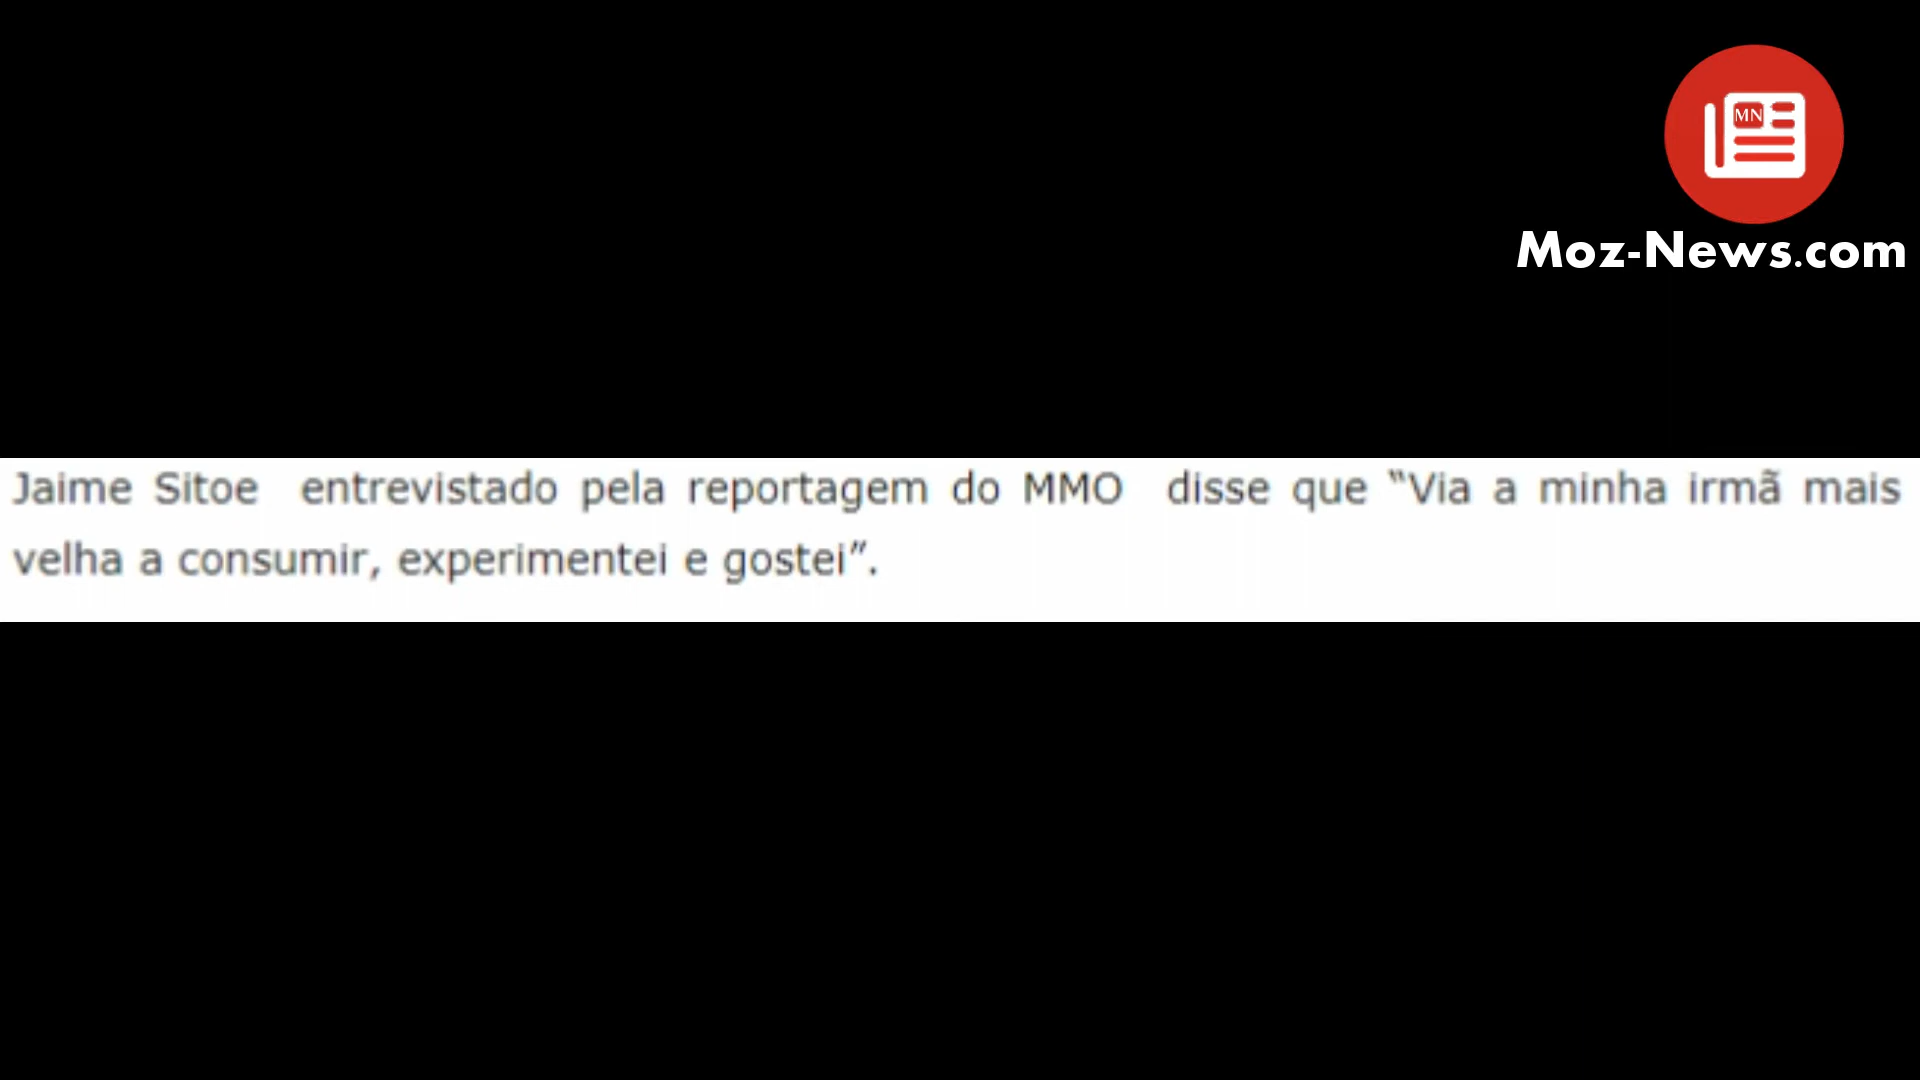 MN
Moz-News.com
Jaime Sitoe entrevistado pela reportagem do MMO disse que “Via a minha irmã mais
velha a consumir, experimentei e gostei”.